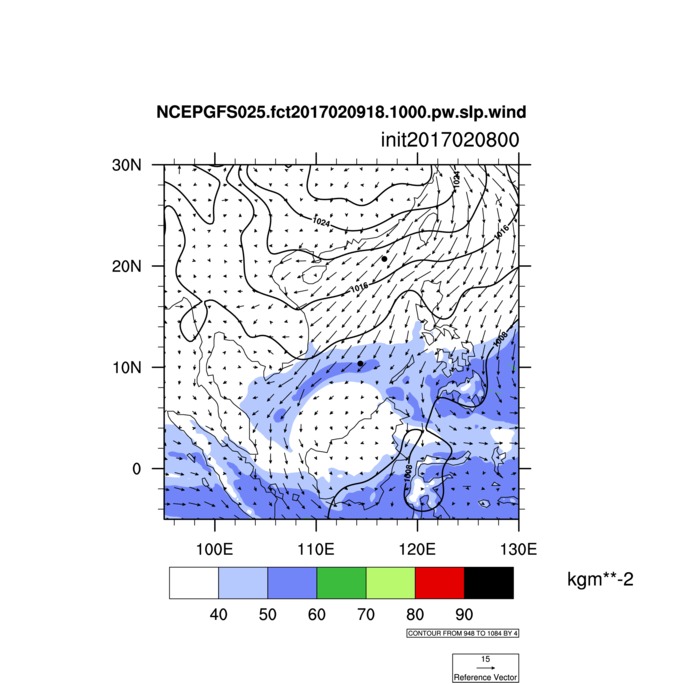 NCEPGFS025.fct2017020918.1000.pw.slp.wind
init2017020800
30N
20N
10N
0
1024
1024
1016
1016
1008
1008
100E 110E 120E 130E
kgm**-2
40 50 60 70 80 90
CONTOUR FROM 948 TO 1084 BY 4
15
Reference Vector